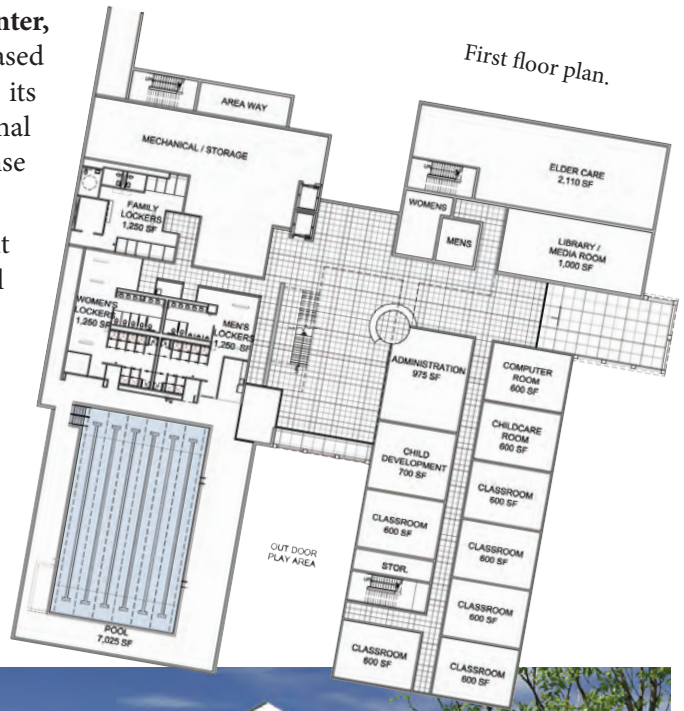 nter,
ased
its
nal
nse
t
l
First floor plan.
UP
AREA WAY
MECHANICAL / STORAGE
ELDER CARE
2,110 SF
WOMENS
MENS
LIBRARY /
MEDIA ROOM
1,000 SF
FAMILY
LOCKERS
1,250 SF
WOMEN'S
LOCKERS
1,250 SF
MEN'S
LOCKERS
1,250 SF
ADMINISTRATION
975 SF
COMPUTER
ROOM
600 SF
CHILD
DEVELOPMENT
700 SF
CHILDCARE
ROOM
600 SF
CLASSROOM
600 SF
CLASSROOM
600 SF
CLASSROOM
600 SF
CLASSROOM
600 SF
CLASSROOM
600 SF
CLASSROOM
600 SF
STOR.
OUT DOOR
PLAY AREA
POOL
7,025 SF